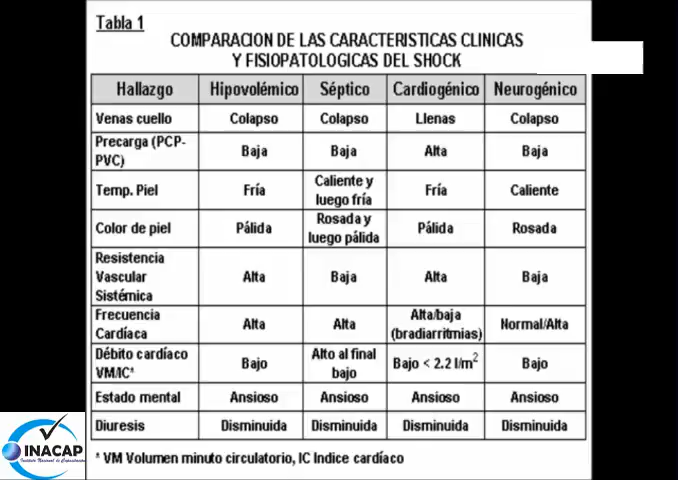 Tabla 1
COMPARACION DE LAS CARACTERISTICAS CLINICAS
Y FISIOPATOLOGICAS DEL SHOCK
Hallazgo Hipovolémico Séptico Cardiogénico Neurogénico
Venas cuello Colapso Colapso Llenas Colapso
Precarga (PCP-
PVC) Baja Baja Alta Baja
Temp. Piel Fría Caliente y
luego fría Fría Caliente
Color de piel Pálida Rosada y
luego pálida Pálida Rosada
Resistencia
Vascular
Sistémica Alta Baja Alta Baja
Frecuencia
Cardíaca Alta Alta Alta/baja
(bradiarritmias) Normal/Alta
Débito cardíaco
VM/IC* Bajo Alto al final
bajo Bajo < 2.2 l/m² Bajo
Estado mental Ansioso Ansioso Ansioso Ansioso
Diuresis Disminuida Disminuida Disminuida Disminuida
* VM Volumen minuto circulatorio, IC Indice cardíaco
INACAP
Instituto Nacional de Capacitación